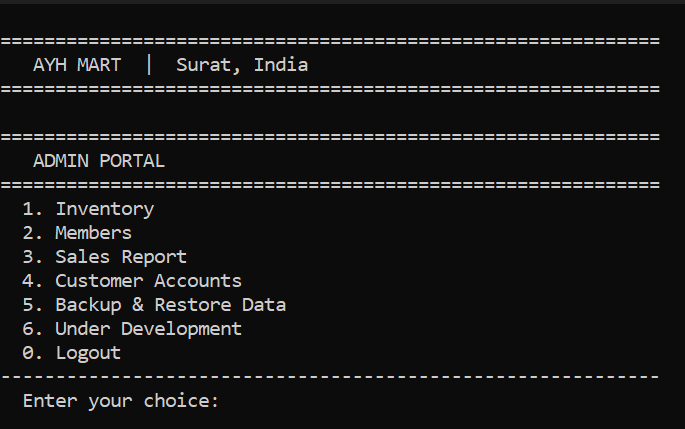 ============================================================
AYH MART  |  Surat, India
============================================================
============================================================
ADMIN PORTAL
============================================================
1. Inventory
2. Members
3. Sales Report
4. Customer Accounts
5. Backup & Restore Data
6. Under Development
0. Logout
------------------------------------------------------------
Enter your choice: